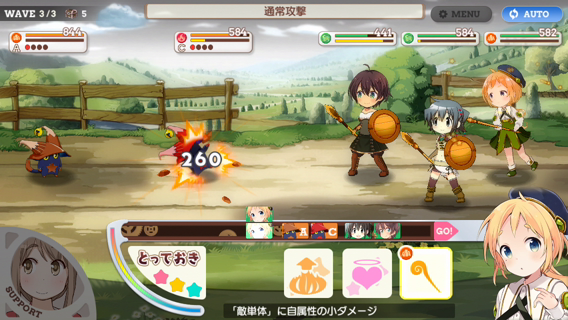 WAVE 3/3 5
通常攻撃
MENU
AUTO
844
A
584
C
441
584
582
260
A
C
GO!
とっておき
SUPPORT
「敵単体」に自属性の小ダメージ